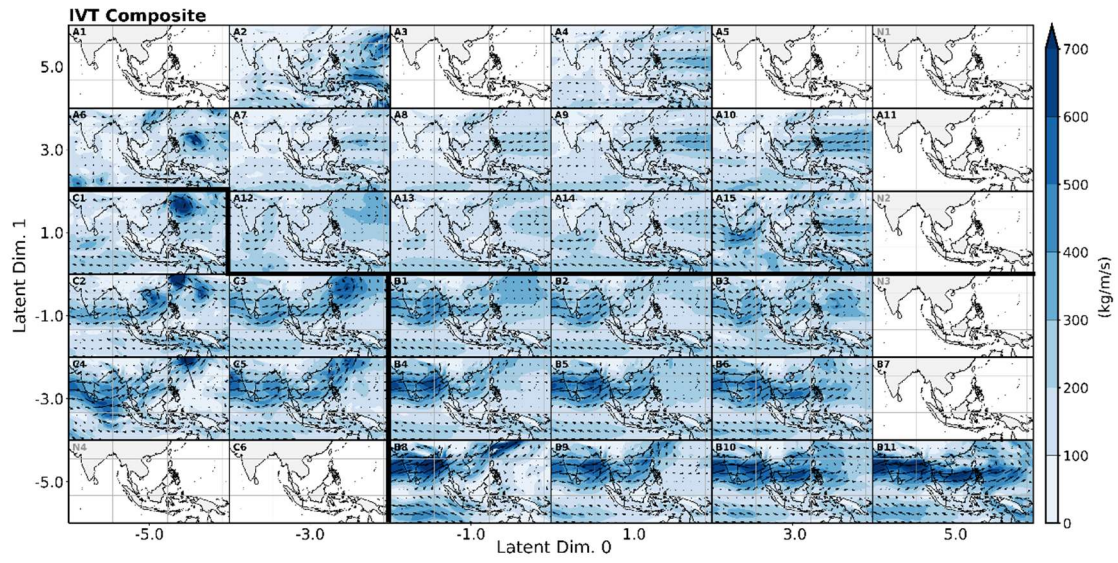 IVT Composite
A1 A2 A3 A4 A5 N1
5.0
A6 A7 A8 A9 A10 A11
3.0
C1 A12 A13 A14 A15 N2
1.0
C2 C3 B1 B2 B3 N3
-1.0
C4 C5 B4 B5 B6 B7
-3.0
N4 C6 B8 B9 B10 B11
-5.0
-5.0 -3.0 -1.0 1.0 3.0 5.0
Latent Dim. 0
Latent Dim. 1
700
600
500
400
300
200
100
0
(kg/m/s)